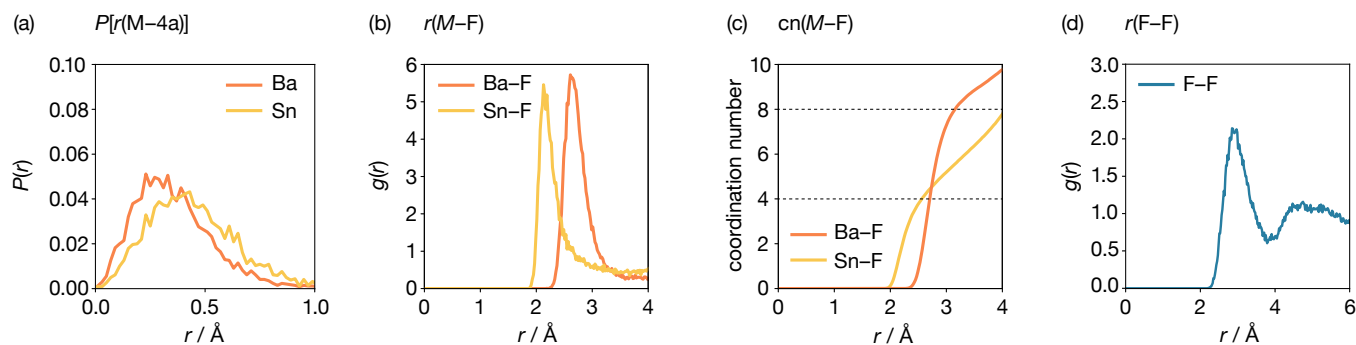 (a) P[r(M–4a)]
0.10
0.08
0.06
0.04
0.02
0.00
P(r)
Ba
Sn
0.0 0.5 1.0
r / Å
(b) r(M–F)
6
5
4
3
2
1
0
g(r)
Ba–F
Sn–F
0 1 2 3 4
r / Å
(c) cn(M–F)
10
8
6
4
2
0
coordination number
Ba–F
Sn–F
0 1 2 3 4
r / Å
(d) r(F–F)
3.0
2.5
2.0
1.5
1.0
0.5
0.0
g(r)
F–F
0 2 4 6
r / Å